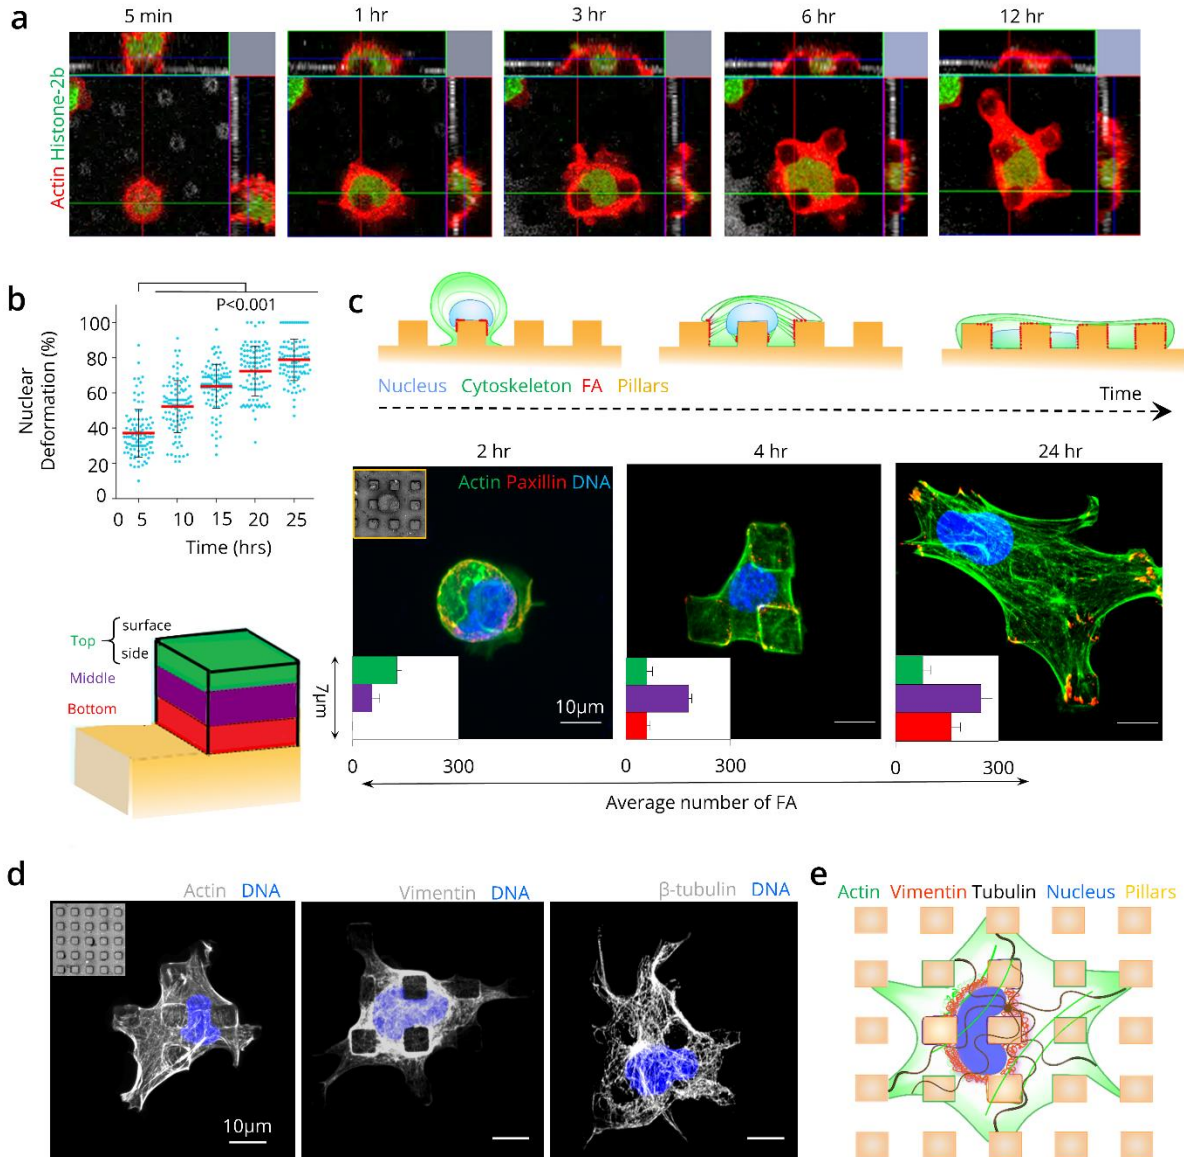 a
5 min
1 hr
3 hr
6 hr
12 hr
Actin Histone-2b
b
P<0.001
100
80
60
40
20
0
0 5 10 15 20 25
Nuclear
Deformation (%)
Time (hrs)
c
Nucleus Cytoskeleton FA Pillars
Time
2 hr
4 hr
24 hr
Actin Paxillin DNA
Top
surface
side
Middle
Bottom
7µm
10µm
0 300
0 300
0 300
Average number of FA
d
Actin DNA
Vimentin DNA
β-tubulin DNA
10µm
e
Actin Vimentin Tubulin Nucleus Pillars